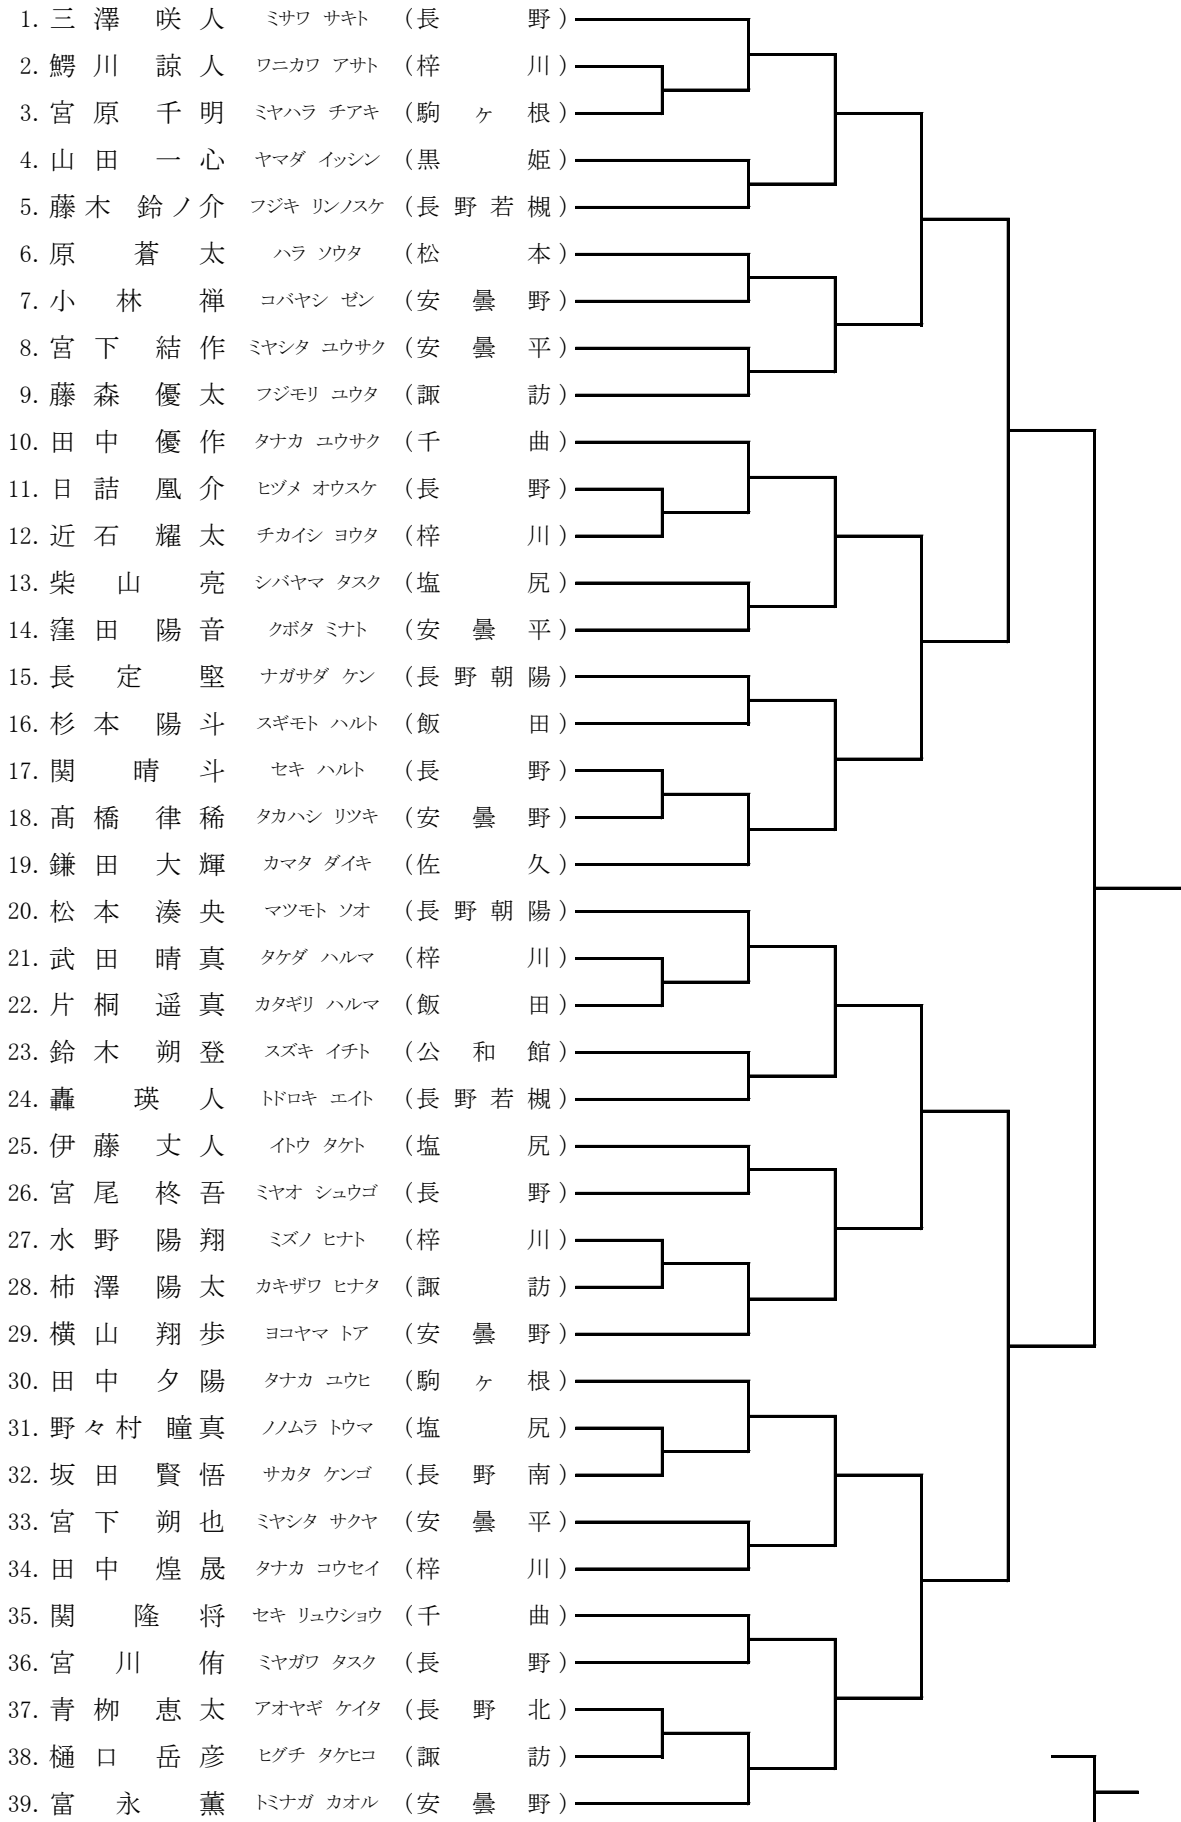 1. 三澤 咲人 ミサワ サキト (長野)
2. 鰐川 諒人 ワニカワ アサト (梓川)
3. 宮原 千明 ミヤハラ チアキ (駒ヶ根)
4. 山田 一心 ヤマダ イッシン (黒姫)
5. 藤木 鈴ノ介 フジキ リンノスケ (長野若槻)
6. 原 蒼太 ハラ ソウタ (松本)
7. 小林 禅 コバヤシ ゼン (安曇野)
8. 宮下 結作 ミヤシタ ユウサク (安曇平)
9. 藤森 優太 フジモリ ユウタ (諏訪)
10. 田中 優作 タナカ ユウサク (千曲)
11. 日詰 凰介 ヒヅメ オウスケ (長野)
12. 近石 耀太 チカイシ ヨウタ (梓川)
13. 柴山 亮 シバヤマ タスク (塩尻)
14. 窪田 陽音 クボタ ミナト (安曇平)
15. 長定 堅 ナガサダ ケン (長野朝陽)
16. 杉本 陽斗 スギモト ハルト (飯田)
17. 関 晴斗 セキ ハルト (長野)
18. 髙橋 律稀 タカハシ リツキ (安曇野)
19. 鎌田 大輝 カマタ ダイキ (佐久)
20. 松本 湊央 マツモト ソオ (長野朝陽)
21. 武田 晴真 タケダ ハルマ (梓川)
22. 片桐 遥真 カタギリ ハルマ (飯田)
23. 鈴木 朔登 スズキ イチト (公和館)
24. 轟 瑛人 トドロキ エイト (長野若槻)
25. 伊藤 丈人 イトウ タケト (塩尻)
26. 宮尾 柊吾 ミヤオ シュウゴ (長野)
27. 水野 陽翔 ミズノ ヒナト (梓川)
28. 柿澤 陽太 カキザワ ヒナタ (諏訪)
29. 横山 翔歩 ヨコヤマ トア (安曇野)
30. 田中 夕陽 タナカ ユウヒ (駒ヶ根)
31. 野々村 瞳真 ノノムラ トウマ (塩尻)
32. 坂田 賢悟 サカタ ケンゴ (長野南)
33. 宮下 朔也 ミヤシタ サクヤ (安曇平)
34. 田中 煌晟 タナカ コウセイ (梓川)
35. 関 隆将 セキ リュウショウ (千曲)
36. 宮川 侑 ミヤガワ タスク (長野)
37. 青栁 恵太 アオヤギ ケイタ (長野北)
38. 樋口 岳彦 ヒグチ タケヒコ (諏訪)
39. 富永 薫 トミナガ カオル (安曇野)